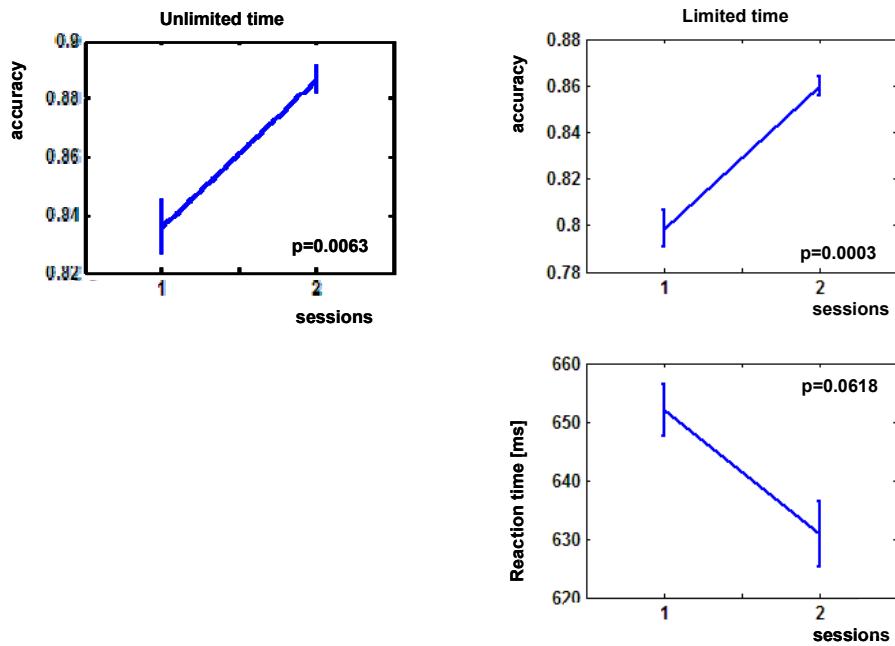 Unlimited time
accuracy
0.9
0.88
0.86
0.84
0.82
p=0.0063
1
2
sessions
Limited time
accuracy
0.88
0.86
0.84
0.82
0.8
0.78
p=0.0003
1
2
sessions
Reaction time [ms]
660
650
640
630
620
p=0.0618
1
2
sessions